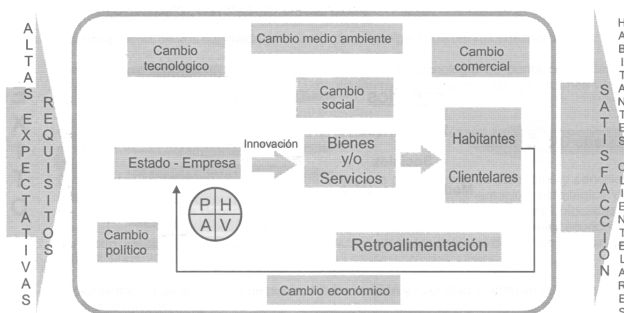 ALTAS EXPECTATIVAS
REQUISITOS
Cambio medio ambiente
Cambio
tecnológico
Cambio
comercial
Cambio
social
Estado - Empresa
Innovación
Bienes
y/o
Servicios
Habitantes
Clientelares
P H
A V
Cambio
político
Retroalimentación
Cambio económico
SATISFACCIÓN
HABITANTES CLIENTELARES